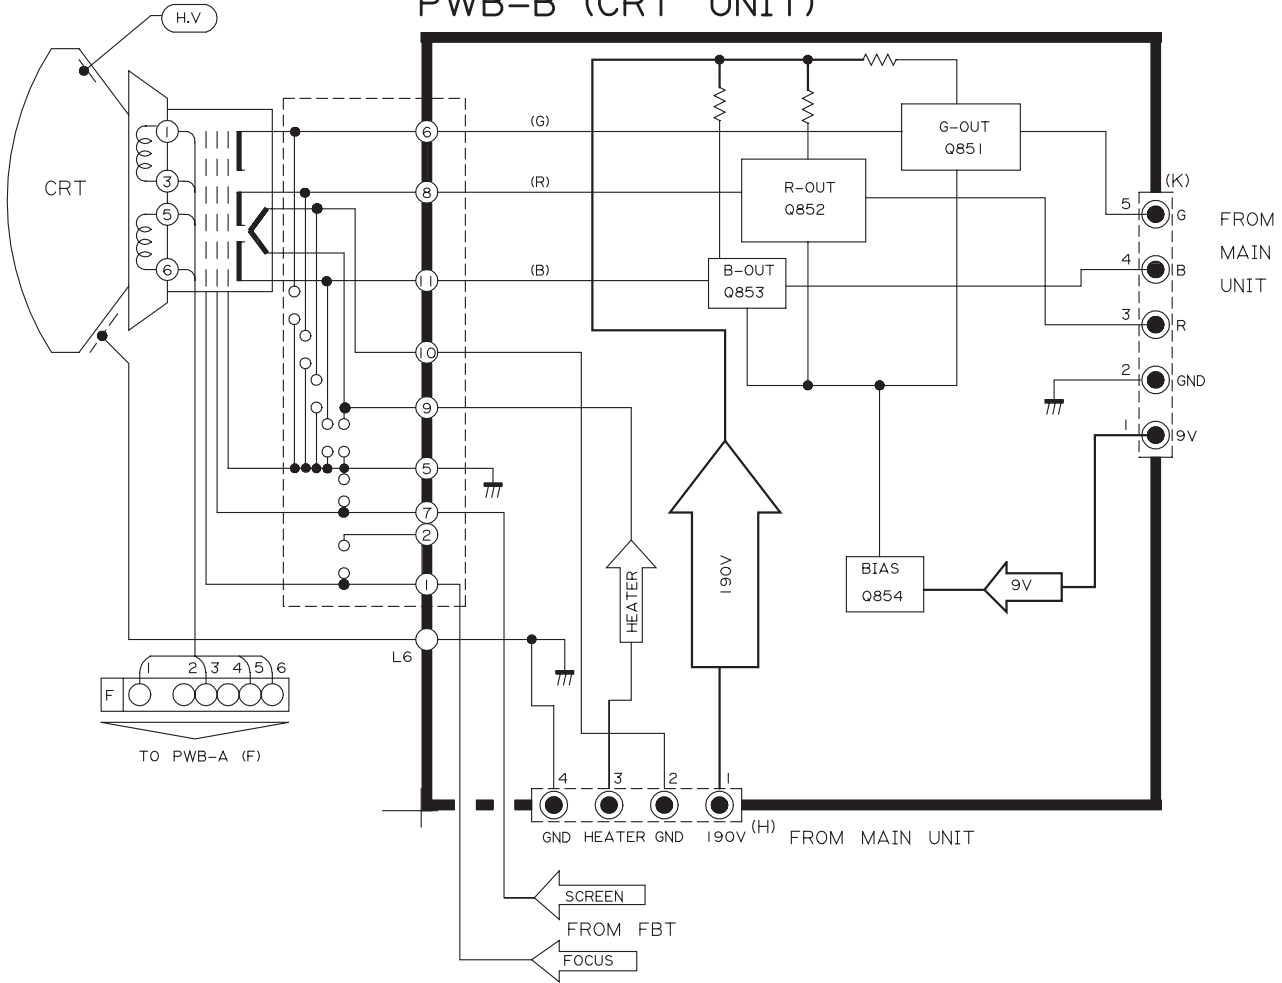 PWB-B (CRT UNIT)
H.V
CRT
1
3
5
6
6
8
11
10
9
5
7
2
1
L6
(G)
(R)
(B)
G-OUT
Q851
R-OUT
Q852
B-OUT
Q853
BIAS
Q854
9V
190V
HEATER
(K)
5 G
4 B
3 R
2 GND
1 9V
FROM
MAIN
UNIT
1 2 3 4 5 6
F
TO PWB-A (F)
4 3 2 1
GND HEATER GND 190V (H)
FROM MAIN UNIT
SCREEN
FROM FBT
FOCUS